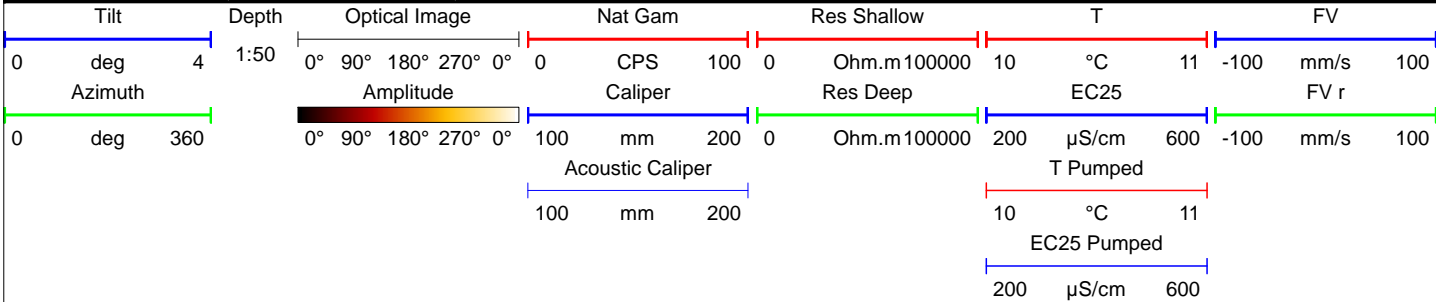 Tilt Depth Optical Image Nat Gam Res Shallow T FV
0 deg 4 1:50 0° 90° 180° 270° 0° 0 CPS 100 0 Ohm.m 100000 10 °C 11 -100 mm/s 100
Azimuth Amplitude Caliper Res Deep EC25 FV r
0 deg 360 0° 90° 180° 270° 0° 100 mm 200 0 Ohm.m 100000 200 µS/cm 600 -100 mm/s 100
Acoustic Caliper T Pumped
100 mm 200 10 °C 11
EC25 Pumped
200 µS/cm 600